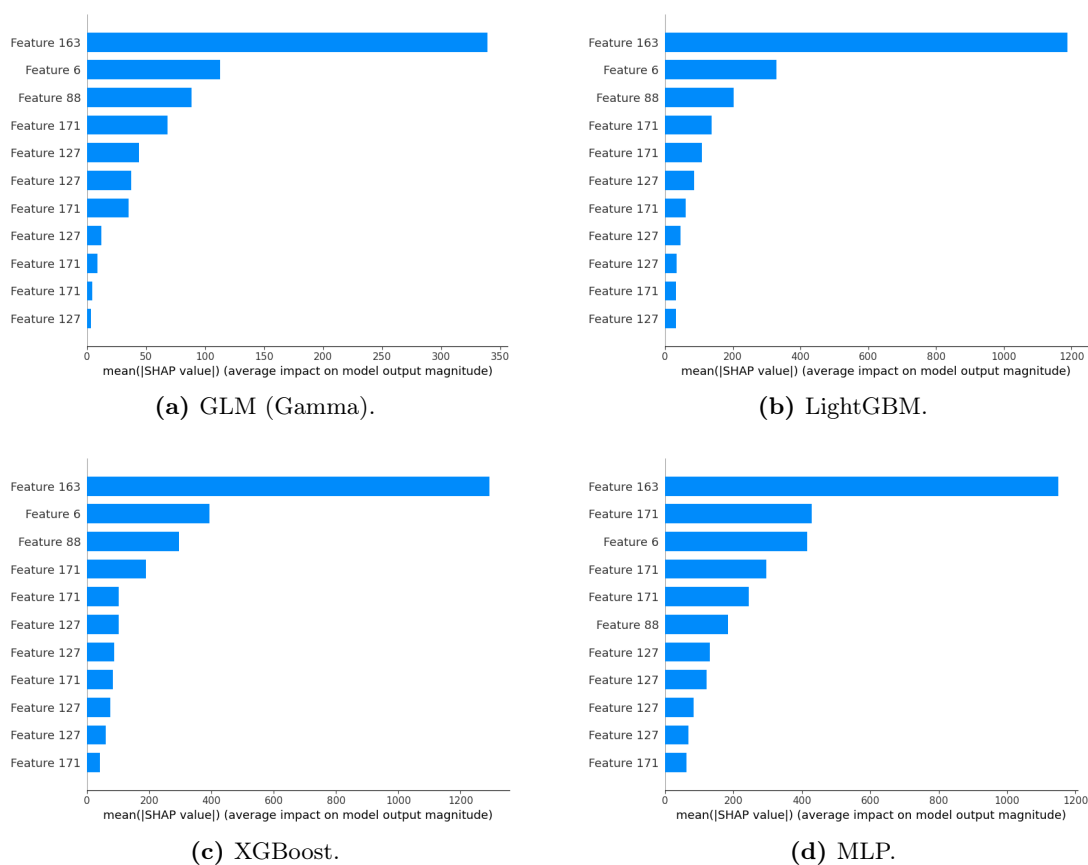 Feature 163
Feature 6
Feature 88
Feature 171
Feature 127
Feature 127
Feature 171
Feature 127
Feature 171
Feature 171
Feature 127
0 50 100 150 200 250 300 350
mean(|SHAP value|) (average impact on model output magnitude)
(a) GLM (Gamma).
Feature 163
Feature 6
Feature 88
Feature 171
Feature 171
Feature 127
Feature 171
Feature 127
Feature 127
Feature 171
Feature 127
0 200 400 600 800 1000 1200
mean(|SHAP value|) (average impact on model output magnitude)
(b) LightGBM.
Feature 163
Feature 6
Feature 88
Feature 171
Feature 171
Feature 127
Feature 127
Feature 171
Feature 127
Feature 127
Feature 171
0 200 400 600 800 1000 1200
mean(|SHAP value|) (average impact on model output magnitude)
(c) XGBoost.
Feature 163
Feature 171
Feature 6
Feature 171
Feature 171
Feature 88
Feature 127
Feature 127
Feature 127
Feature 127
Feature 171
0 200 400 600 800 1000 1200
mean(|SHAP value|) (average impact on model output magnitude)
(d) MLP.